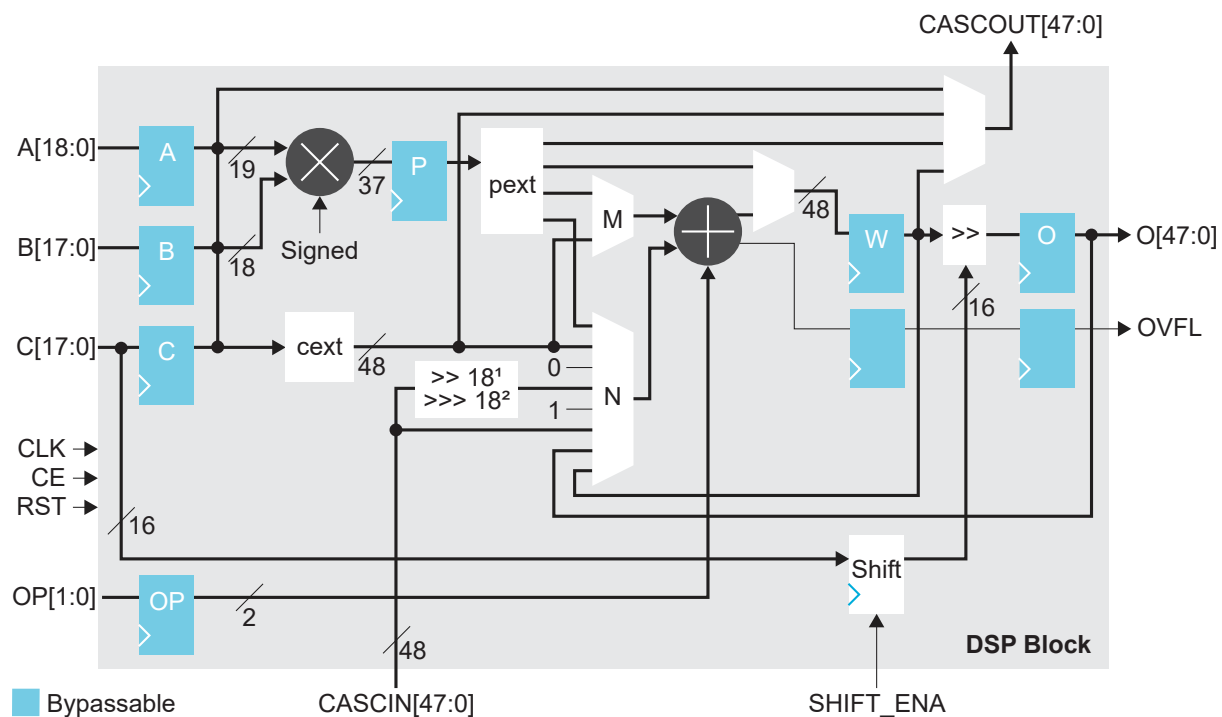 CASCOUT[47:0]
A[18:0]
A
19
37
P
pext
M
48
W
>>
O
O[47:0]
B[17:0]
B
18
Signed
16
OVFL
C[17:0]
C
cext
48
0
>> 18¹
>>> 18²
1
N
CLK
CE
RST
16
OP[1:0]
OP
2
Shift
48
DSP Block
Bypassable
CASCIN[47:0]
SHIFT_ENA